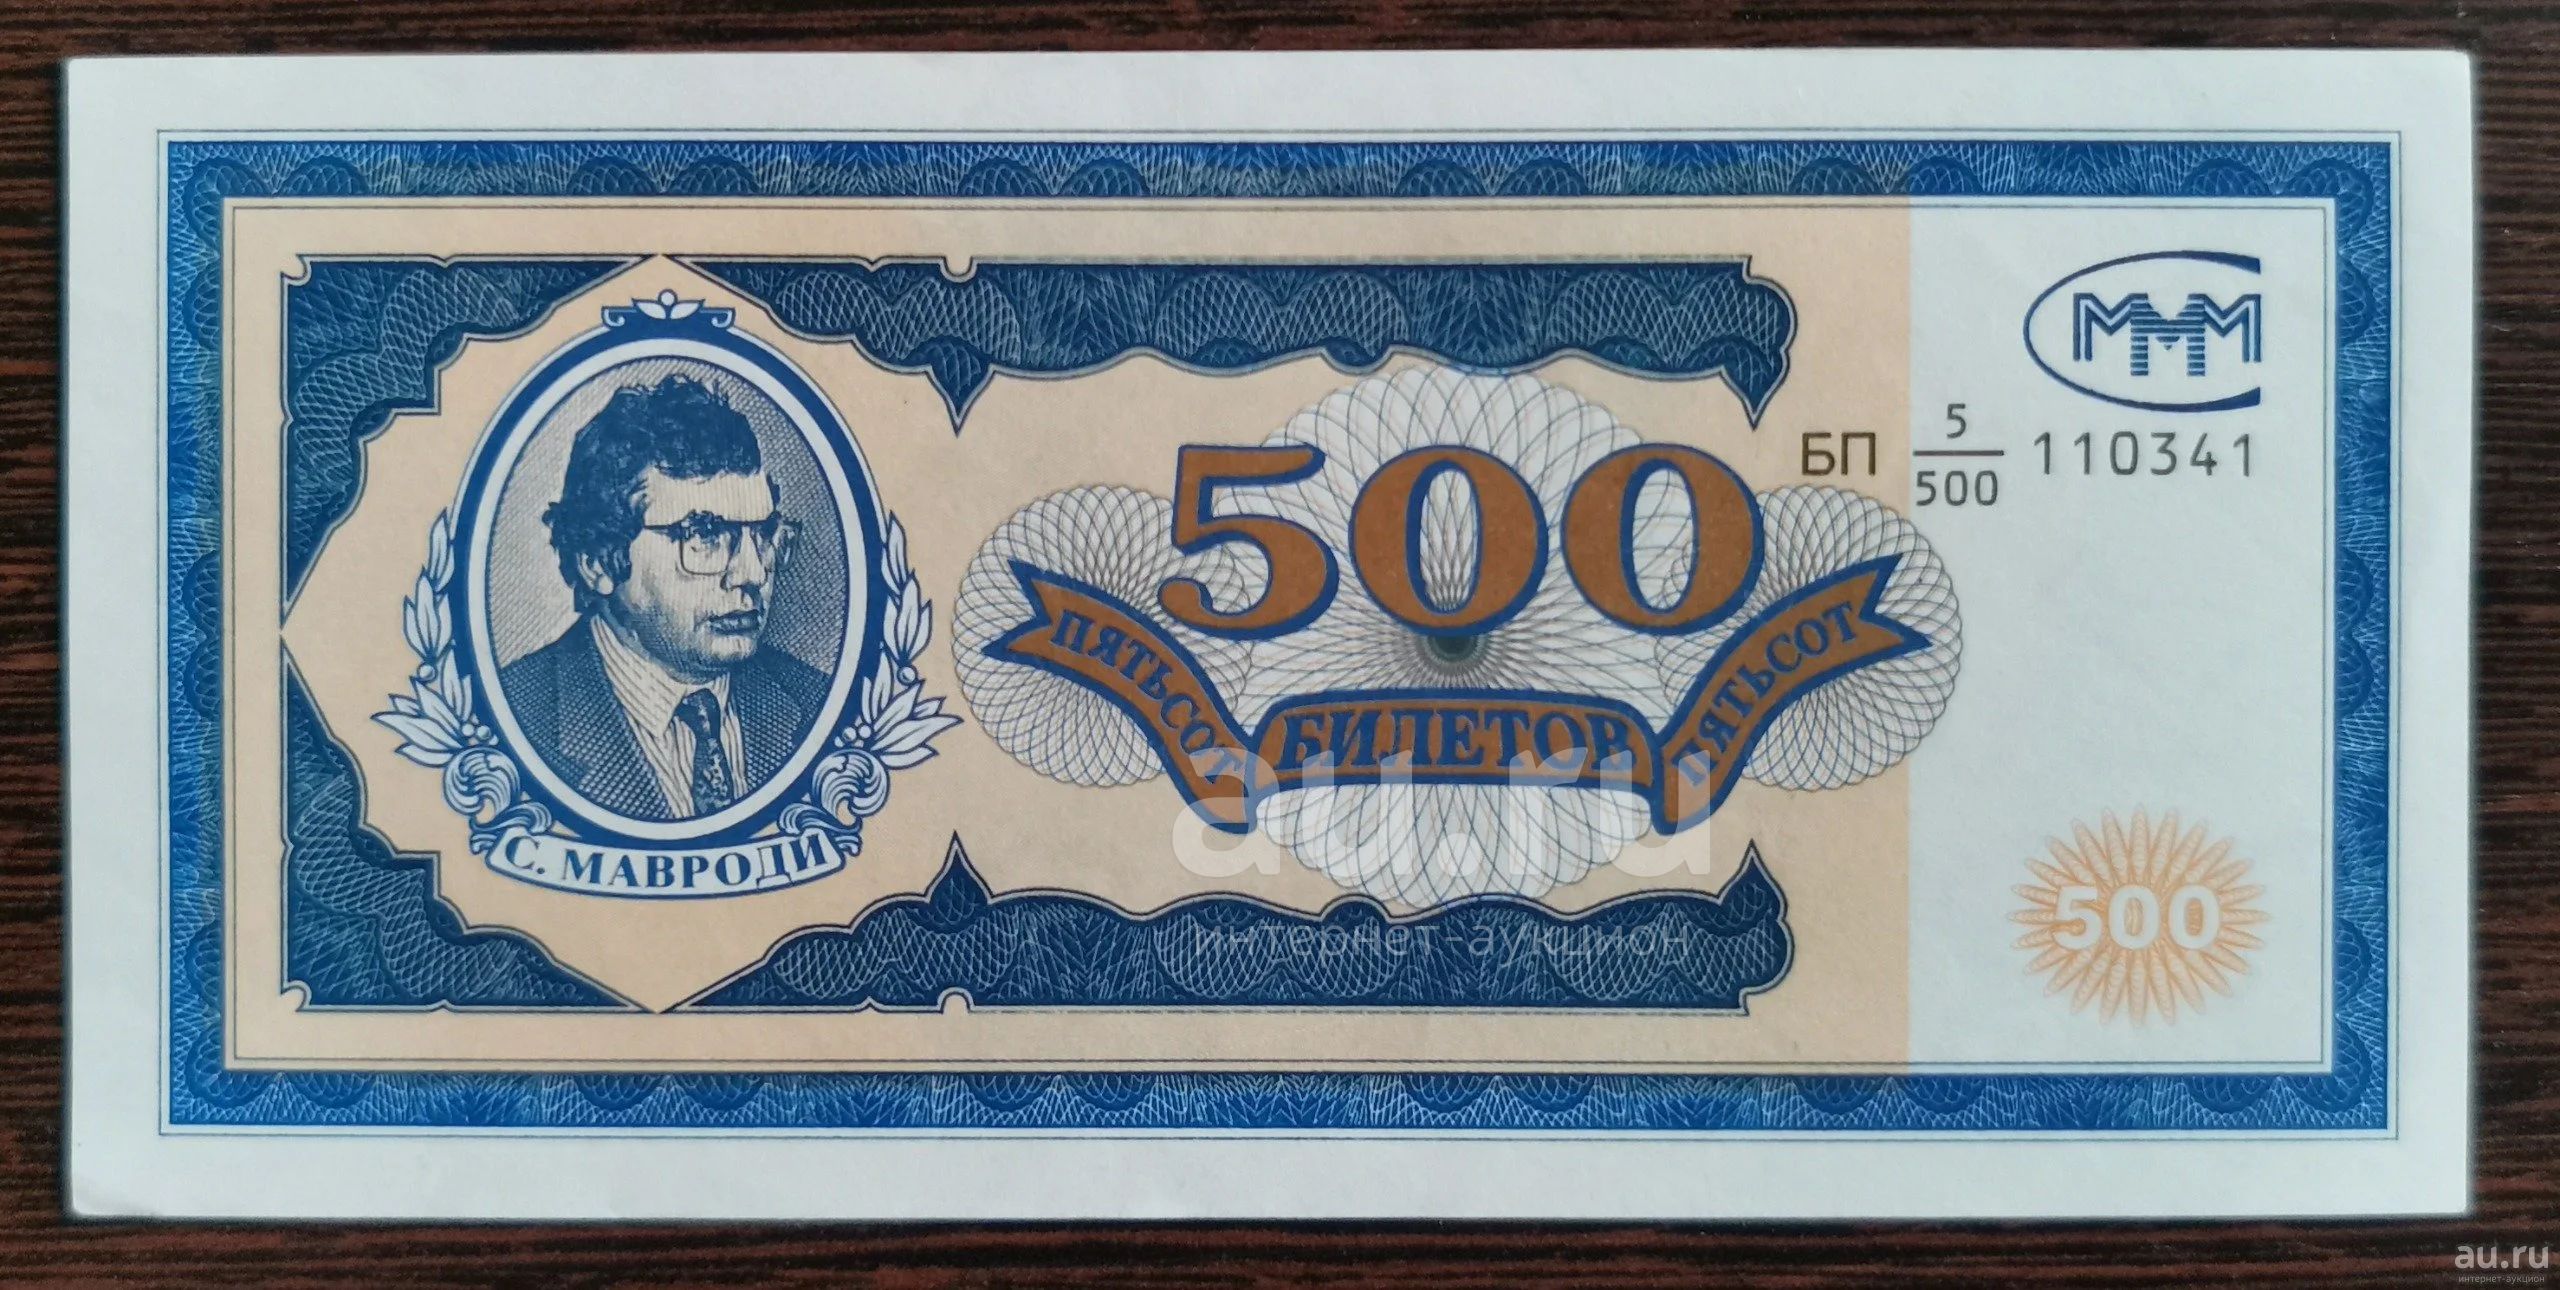 МММ
БП 5/500 110341
500
ПЯТЬСОТ БИЛЕТОВ ПЯТЬСОТ
С. МАВРОДИ
500
au.ru
интернет-аукцион
au.ru
интернет-аукцион